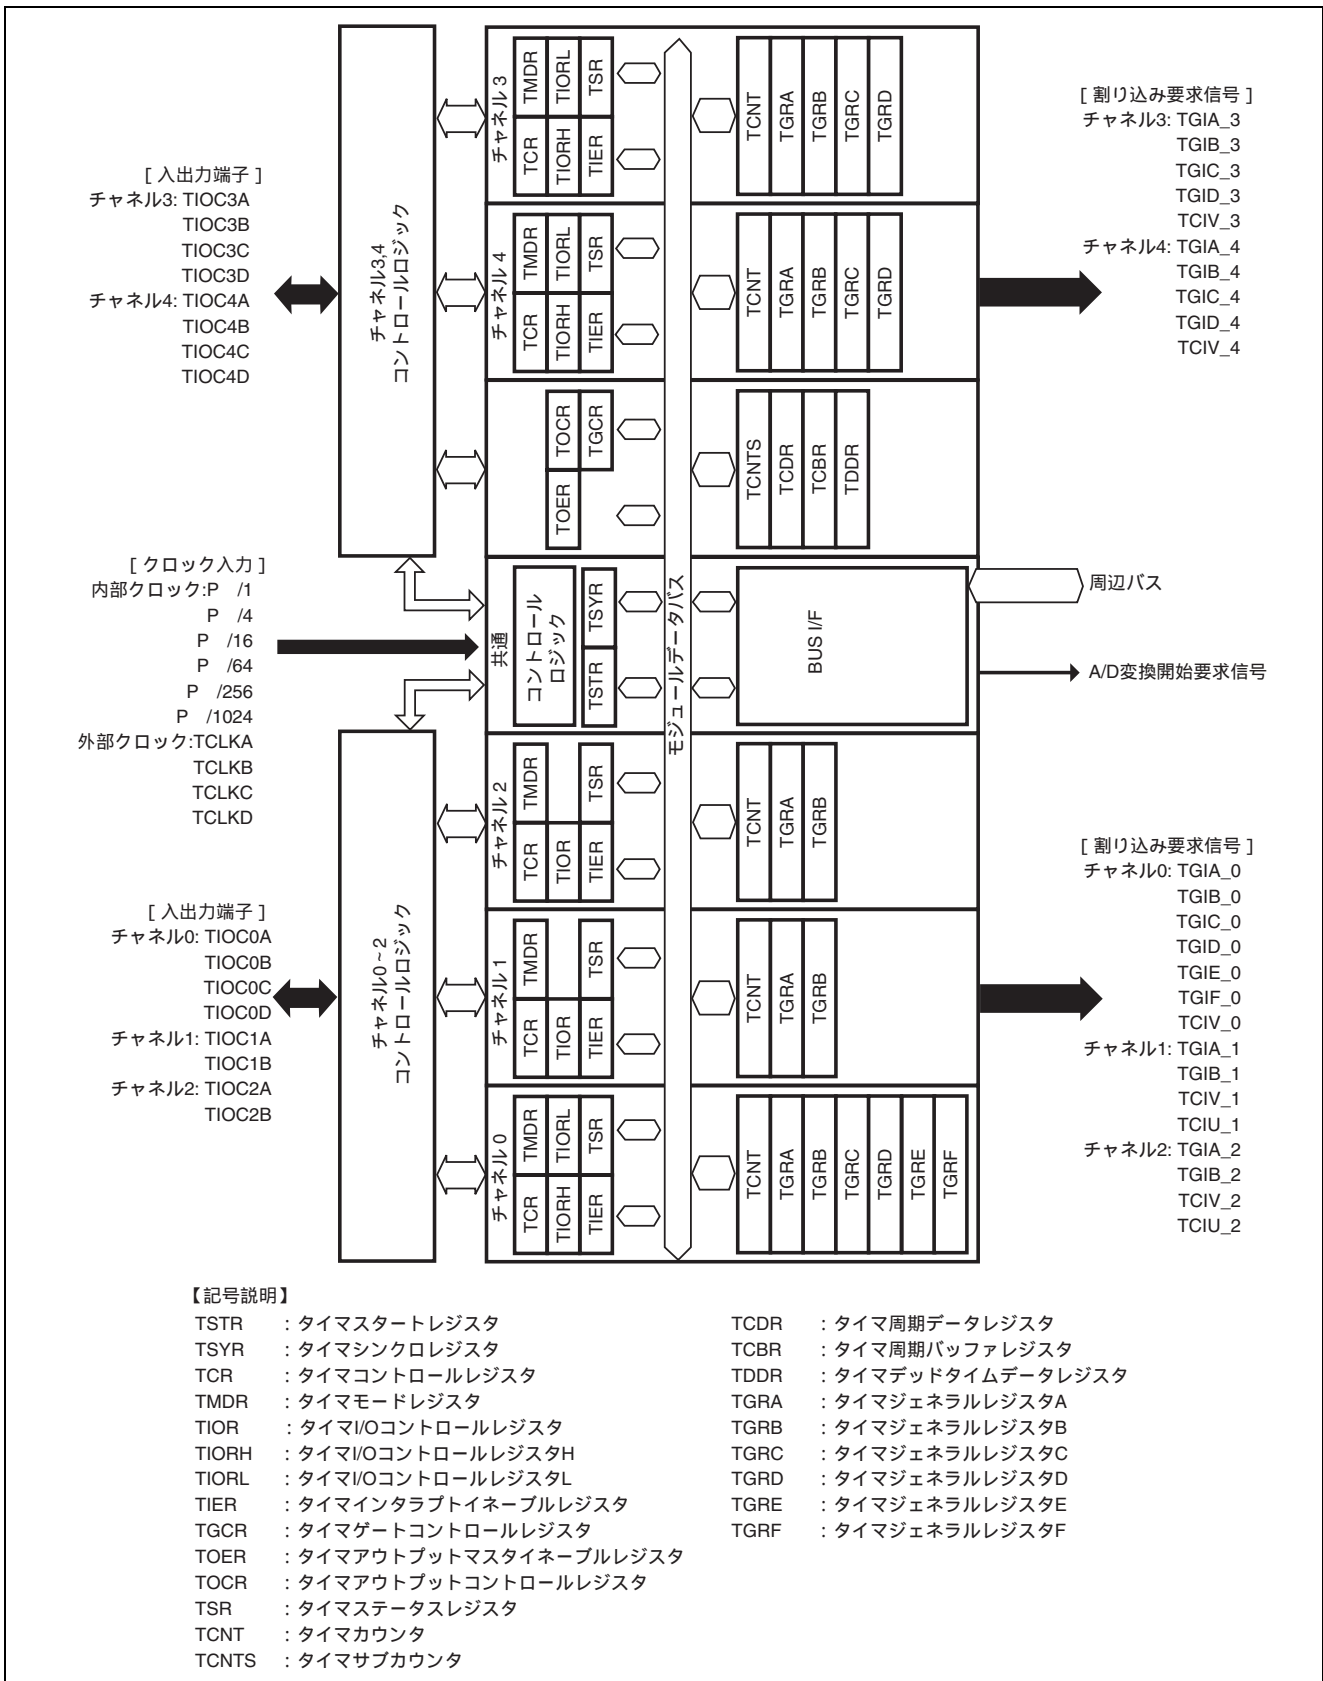 [ 入出力端子 ]
チャネル3: TIOC3A
TIOC3B
TIOC3C
TIOC3D
チャネル4: TIOC4A
TIOC4B
TIOC4C
TIOC4D
[ クロック入力 ]
内部クロック:P /1
P /4
P /16
P /64
P /256
P /1024
外部クロック:TCLKA
TCLKB
TCLKC
TCLKD
[ 入出力端子 ]
チャネル0: TIOC0A
TIOC0B
TIOC0C
TIOC0D
チャネル1: TIOC1A
TIOC1B
チャネル2: TIOC2A
TIOC2B
チャネル3,4
コントロールロジック
チャネル0~2
コントロールロジック
チャネル3
TMDR
TIORL
TSR
TCR
TIORH
TIER
TCNT
TGRA
TGRB
TGRC
TGRD
チャネル4
TMDR
TIORL
TSR
TCR
TIORH
TIER
TCNT
TGRA
TGRB
TGRC
TGRD
TOCR
TGCR
TOER
TCNTS
TCDR
TCBR
TDDR
共通
コントロール
ロジック
TSYR
TSTR
モジュールデータバス
BUS I/F
チャネル2
TMDR
TSR
TCR
TIOR
TIER
TCNT
TGRA
TGRB
チャネル1
TMDR
TSR
TCR
TIOR
TIER
TCNT
TGRA
TGRB
チャネル0
TMDR
TIORL
TSR
TCR
TIORH
TIER
TCNT
TGRA
TGRB
TGRC
TGRD
TGRE
TGRF
[ 割り込み要求信号 ]
チャネル3: TGIA_3
TGIB_3
TGIC_3
TGID_3
TCIV_3
チャネル4: TGIA_4
TGIB_4
TGIC_4
TGID_4
TCIV_4
周辺バス
A/D変換開始要求信号
[ 割り込み要求信号 ]
チャネル0: TGIA_0
TGIB_0
TGIC_0
TGID_0
TGIE_0
TGIF_0
TCIV_0
チャネル1: TGIA_1
TGIB_1
TCIV_1
TCIU_1
チャネル2: TGIA_2
TGIB_2
TCIV_2
TCIU_2
【記号説明】
TSTR : タイマスタートレジスタ
TSYR : タイマシンクロレジスタ
TCR : タイマコントロールレジスタ
TMDR : タイマモードレジスタ
TIOR : タイマI/Oコントロールレジスタ
TIORH : タイマI/OコントロールレジスタH
TIORL : タイマI/OコントロールレジスタL
TIER : タイマインタラプトイネーブルレジスタ
TGCR : タイマゲートコントロールレジスタ
TOER : タイマアウトプットマスタイネーブルレジスタ
TOCR : タイマアウトプットコントロールレジスタ
TSR : タイマステータスレジスタ
TCNT : タイマカウンタ
TCNTS : タイマサブカウンタ
TCDR : タイマ周期データレジスタ
TCBR : タイマ周期バッファレジスタ
TDDR : タイマデッドタイムデータレジスタ
TGRA : タイマジェネラルレジスタA
TGRB : タイマジェネラルレジスタB
TGRC : タイマジェネラルレジスタC
TGRD : タイマジェネラルレジスタD
TGRE : タイマジェネラルレジスタE
TGRF : タイマジェネラルレジスタF